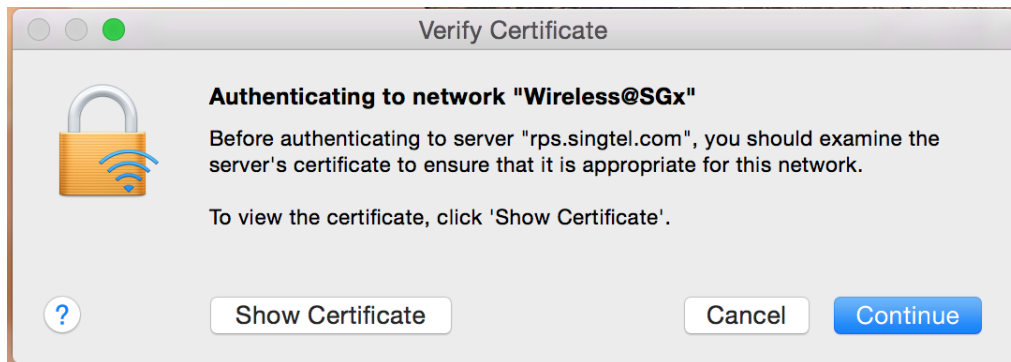 Verify Certificate
Authenticating to network "Wireless@SGx"
Before authenticating to server "rps.singtel.com", you should examine the
server's certificate to ensure that it is appropriate for this network.
To view the certificate, click 'Show Certificate'.
?
Show Certificate
Cancel
Continue